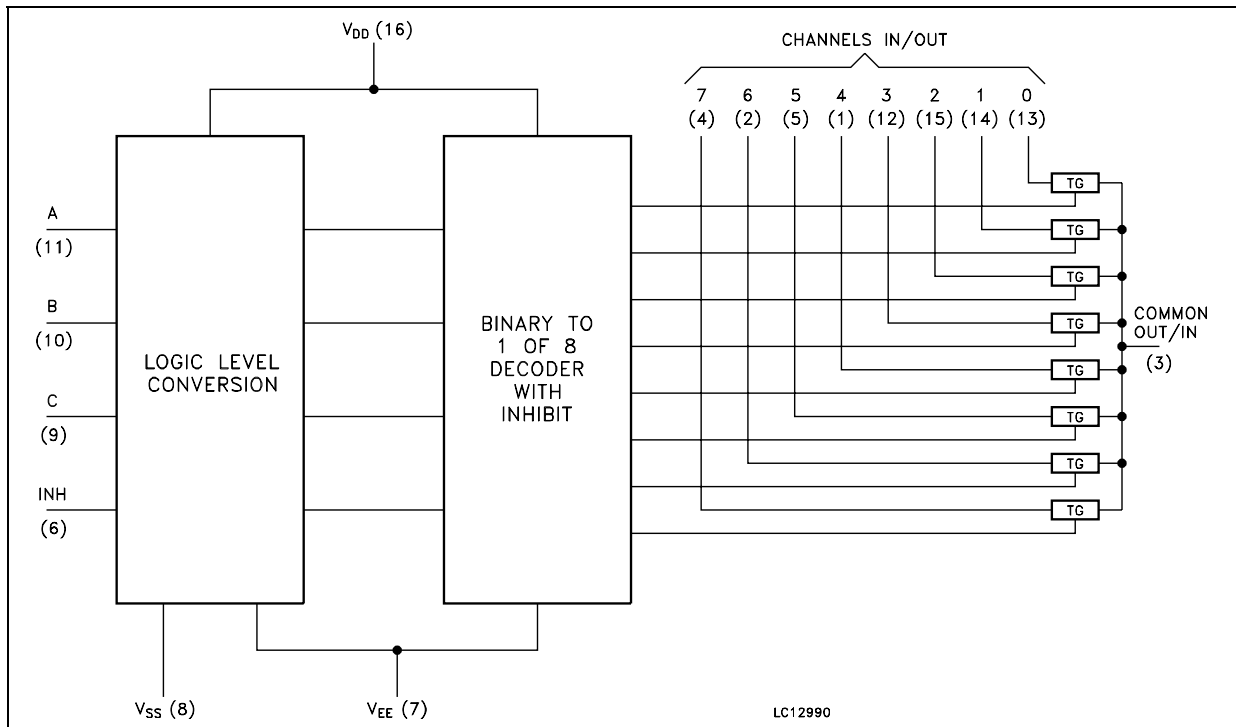 V_DD (16)
CHANNELS IN/OUT
7 6 5 4 3 2 1 0
(4) (2) (5) (1) (12) (15) (14) (13)
TG
A
(11)
TG
TG
B
(10)
TG
COMMON
OUT/IN
(3)
LOGIC LEVEL
CONVERSION
BINARY TO
1 OF 8
DECODER
WITH
INHIBIT
TG
C
(9)
TG
TG
INH
(6)
TG
V_SS (8)
V_EE (7)
LC12990